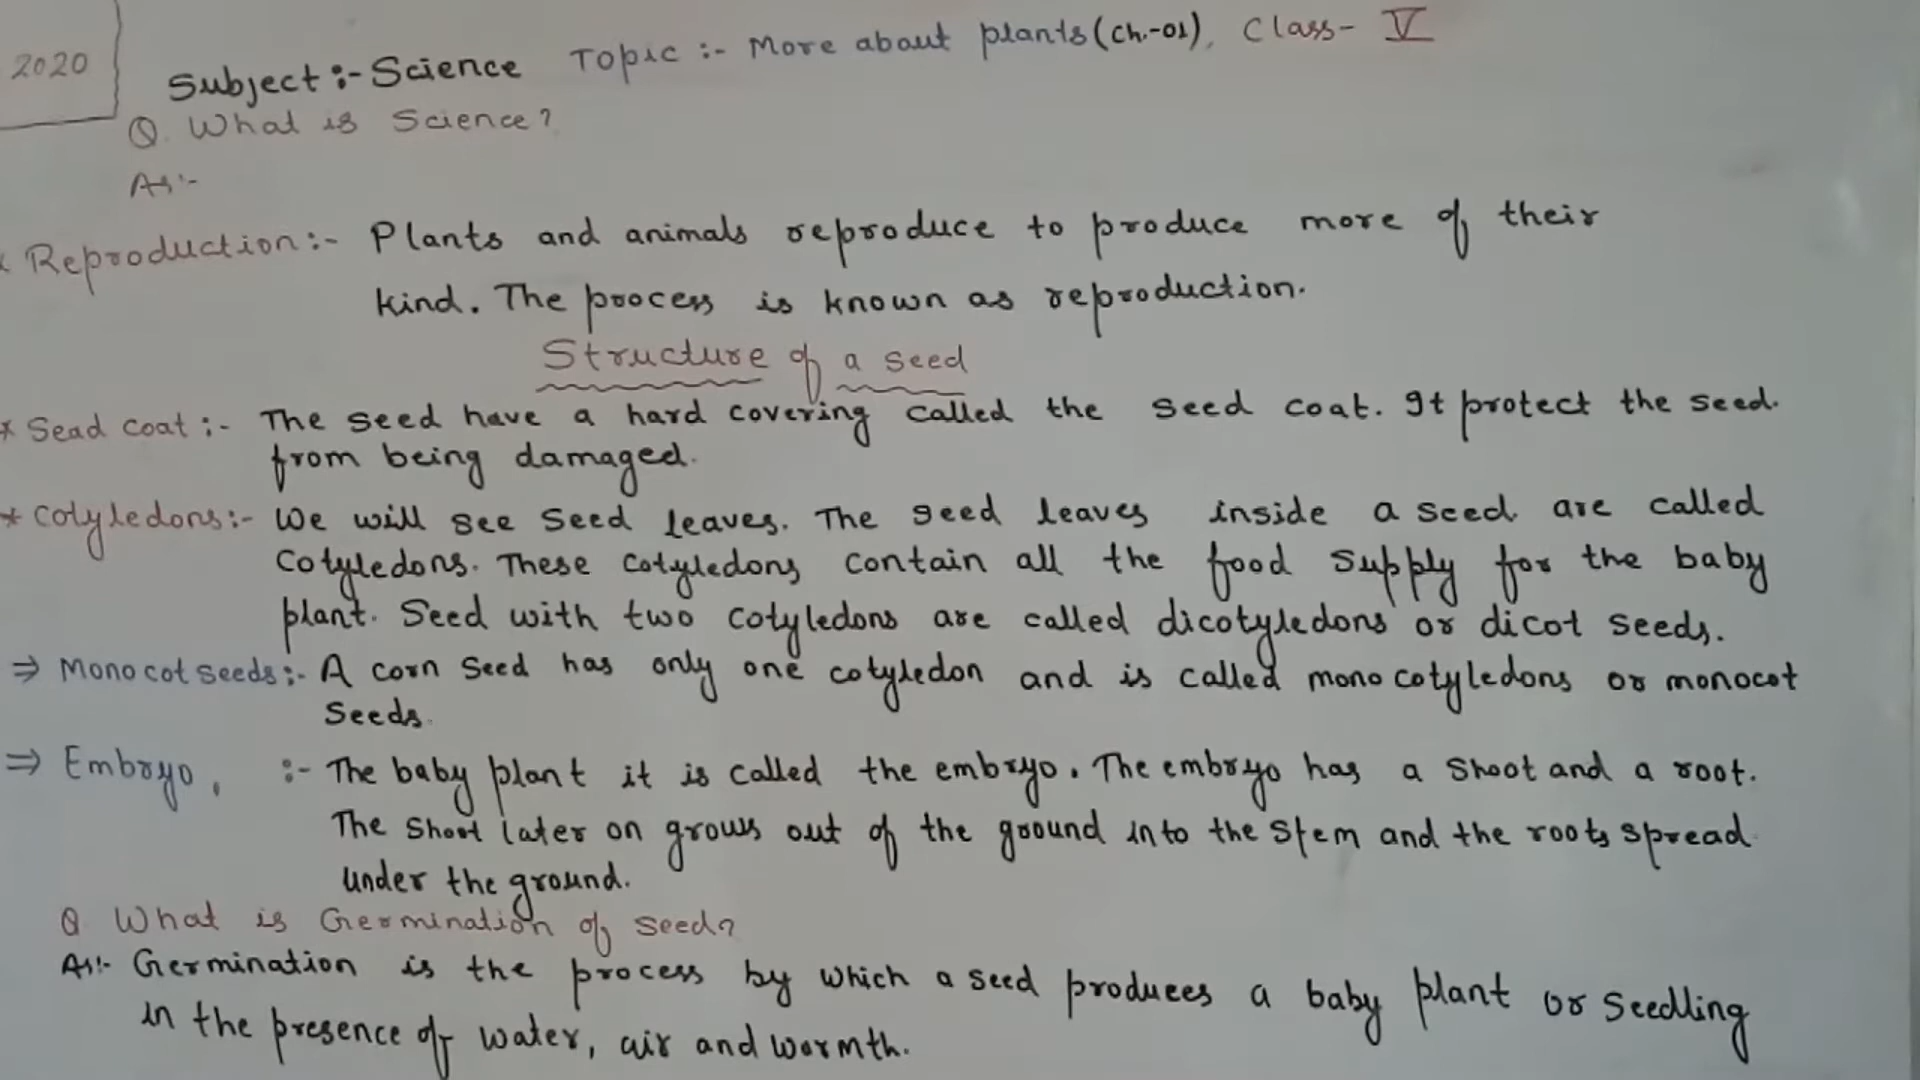 2020
Subject :- Science Topic :- More about plants (Ch.-01), Class- V
Q. What is Science?
As:-
Reproduction :- Plants and animals reproduce to produce more of their
kind. The process is known as reproduction.
Structure of a seed
* Sead coat :- The seed have a hard covering called the seed coat. It protect the seed.
from being damaged.
* Cotyledons :- We will see seed leaves. The seed leaves inside a seed are called
Cotyledons. These cotyledons contain all the food supply for the baby
plant. Seed with two cotyledons are called dicotyledons or dicot seeds.
⇒ Monocot seeds :- A corn seed has only one cotyledon and is called mono cotyledons or monocot
Seeds.
⇒ Embryo, :- The baby plant it is called the embryo. The embryo has a shoot and a root.
The shoot later on grows out of the ground into the stem and the roots spread
under the ground.
Q. What is Germination of seed?
As:- Germination is the process by which a seed produces a baby plant or seedling
in the presence of water, air and wormth.